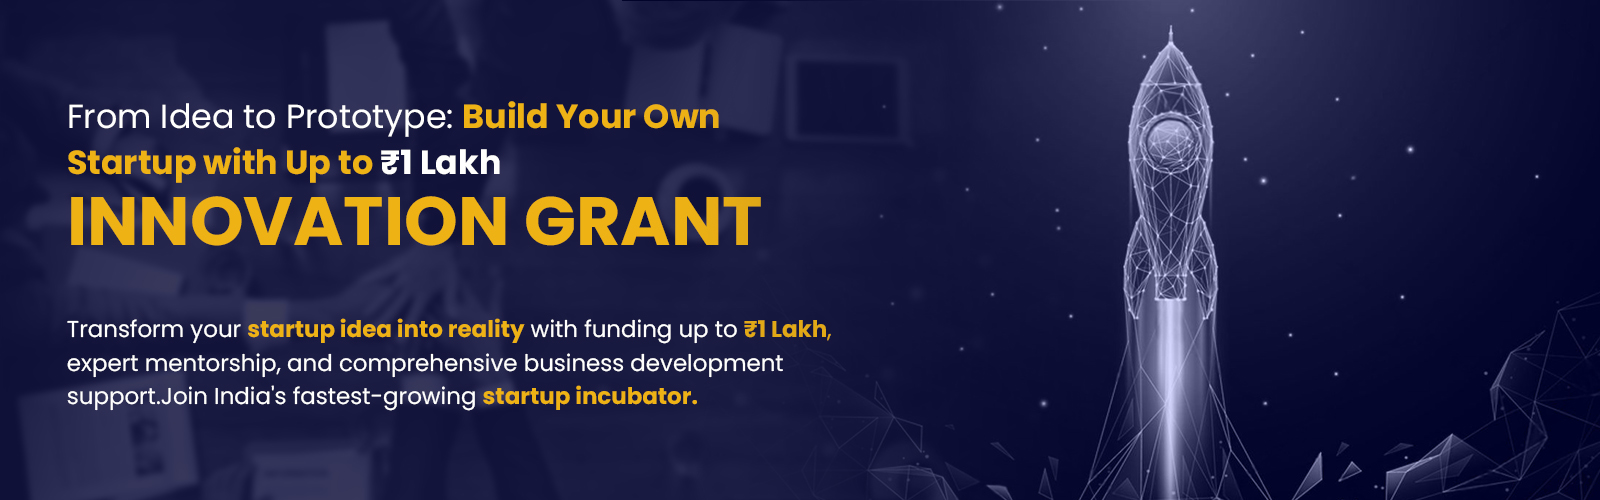 From Idea to Prototype: Build Your Own
Startup with Up to ₹1 Lakh
INNOVATION GRANT
Transform your startup idea into reality with funding up to ₹1 Lakh,
expert mentorship, and comprehensive business development
support.Join India's fastest-growing startup incubator.